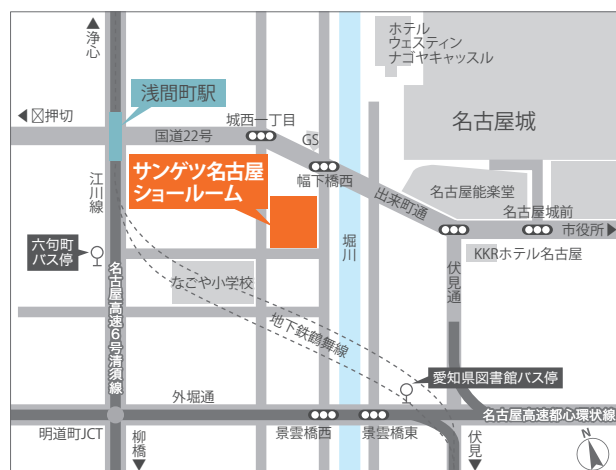 ▲浄心
ホテル
ウェスティン
ナゴヤキャッスル
浅間町駅
◀押切
城西一丁目
国道22号
GS
名古屋城
サンゲツ名古屋
ショールーム
幅下橋西
江川線
出来町通
名古屋能楽堂
名古屋城前
市役所▶
六句町
バス停
堀川
伏見通
KKRホテル名古屋
なごや小学校
名古屋高速6号清須線
地下鉄鶴舞線
愛知県図書館バス停
外堀通
名古屋高速都心環状線
明道町JCT
景雲橋西
景雲橋東
柳橋▼
伏見▼
N